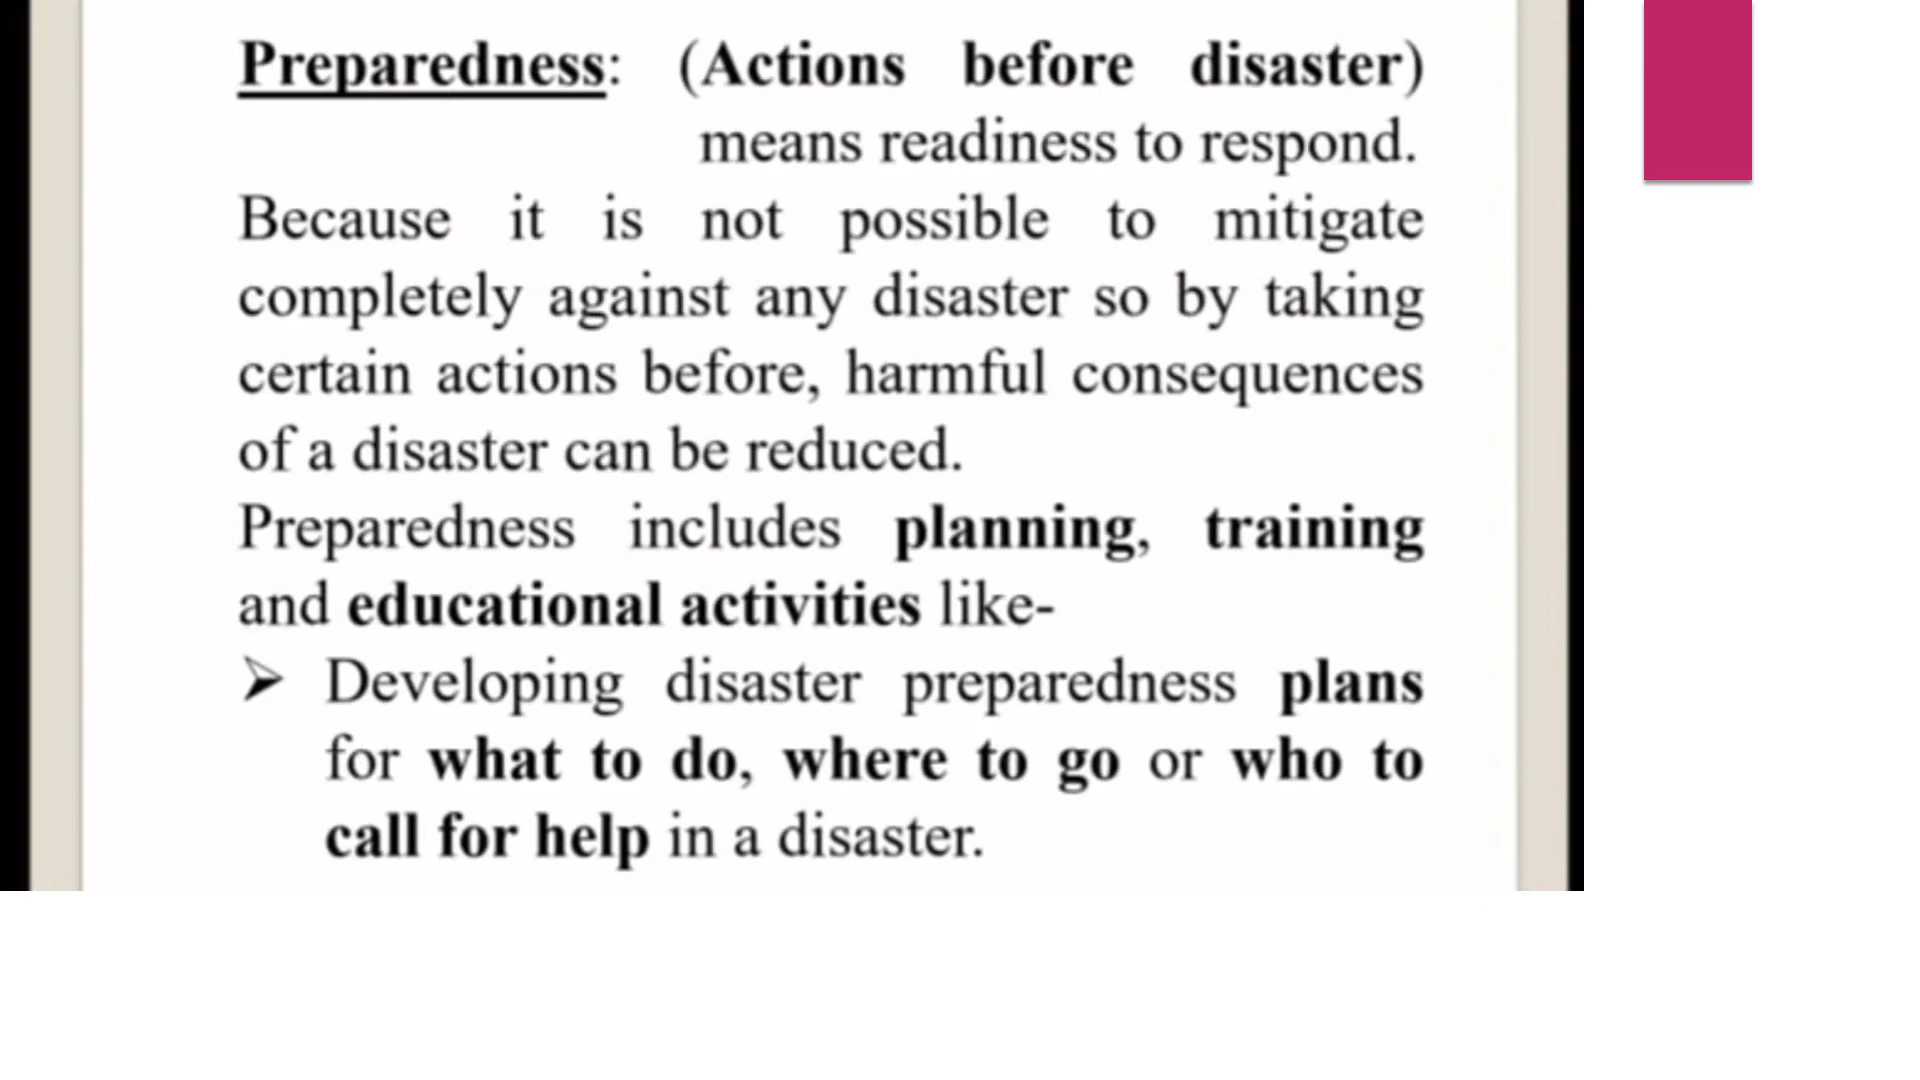 Preparedness: (Actions before disaster)
means readiness to respond.
Because it is not possible to mitigate
completely against any disaster so by taking
certain actions before, harmful consequences
of a disaster can be reduced.
Preparedness includes planning, training
and educational activities like-
➢ Developing disaster preparedness plans
for what to do, where to go or who to
call for help in a disaster.